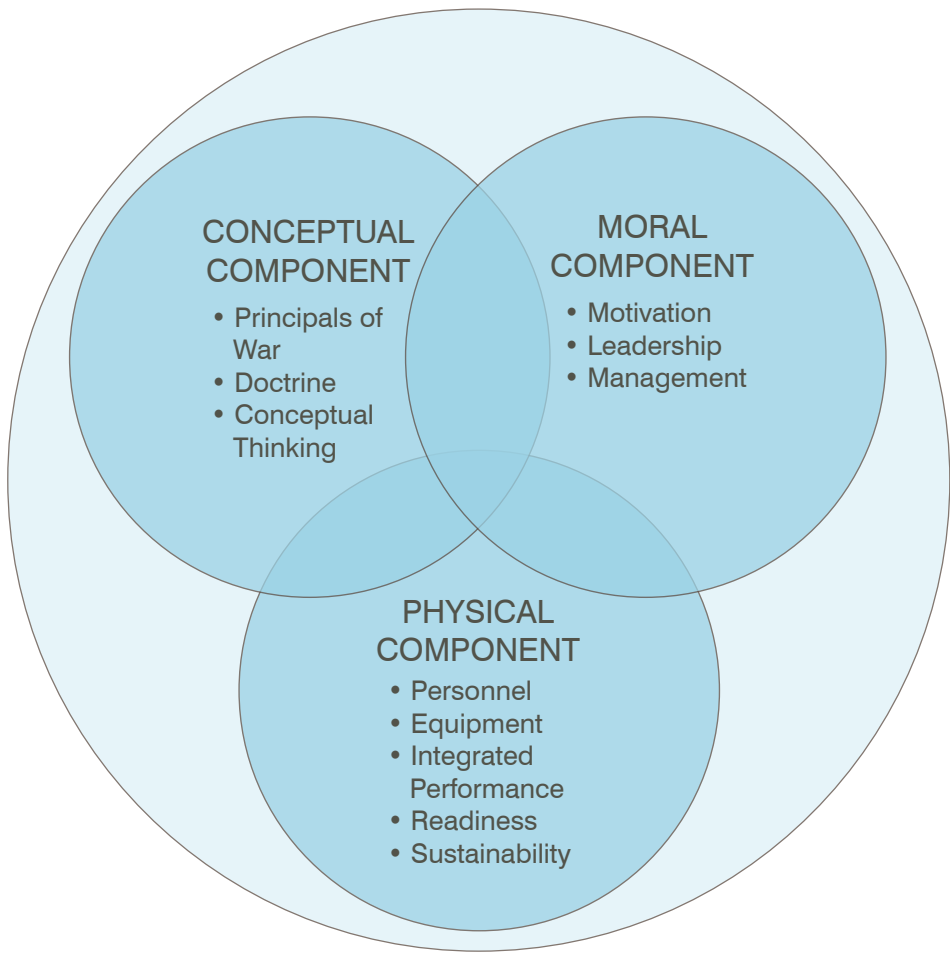 CONCEPTUAL
COMPONENT
• Principals of
War
• Doctrine
• Conceptual
Thinking
MORAL
COMPONENT
• Motivation
• Leadership
• Management
PHYSICAL
COMPONENT
• Personnel
• Equipment
• Integrated
Performance
• Readiness
• Sustainability